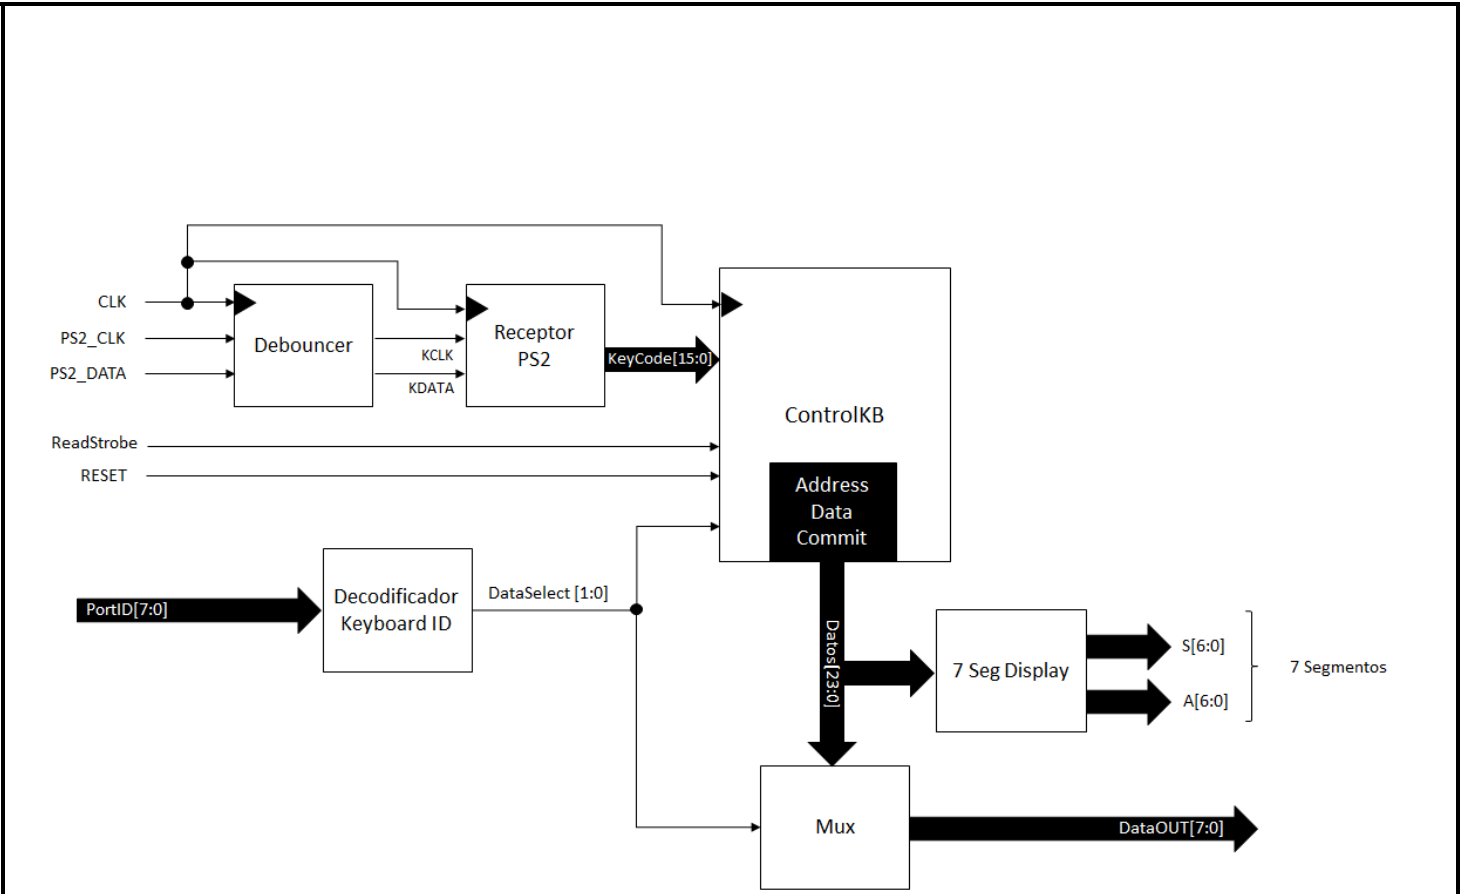 CLK
PS2_CLK
PS2_DATA
Debouncer
KCLK
KDATA
Receptor
PS2
KeyCode[15:0]
ControlKB
ReadStrobe
RESET
Address
Data
Commit
PortID[7:0]
Decodificador
Keyboard ID
DataSelect [1:0]
Datos[23:0]
7 Seg Display
S[6:0]
A[6:0]
7 Segmentos
Mux
DataOUT[7:0]